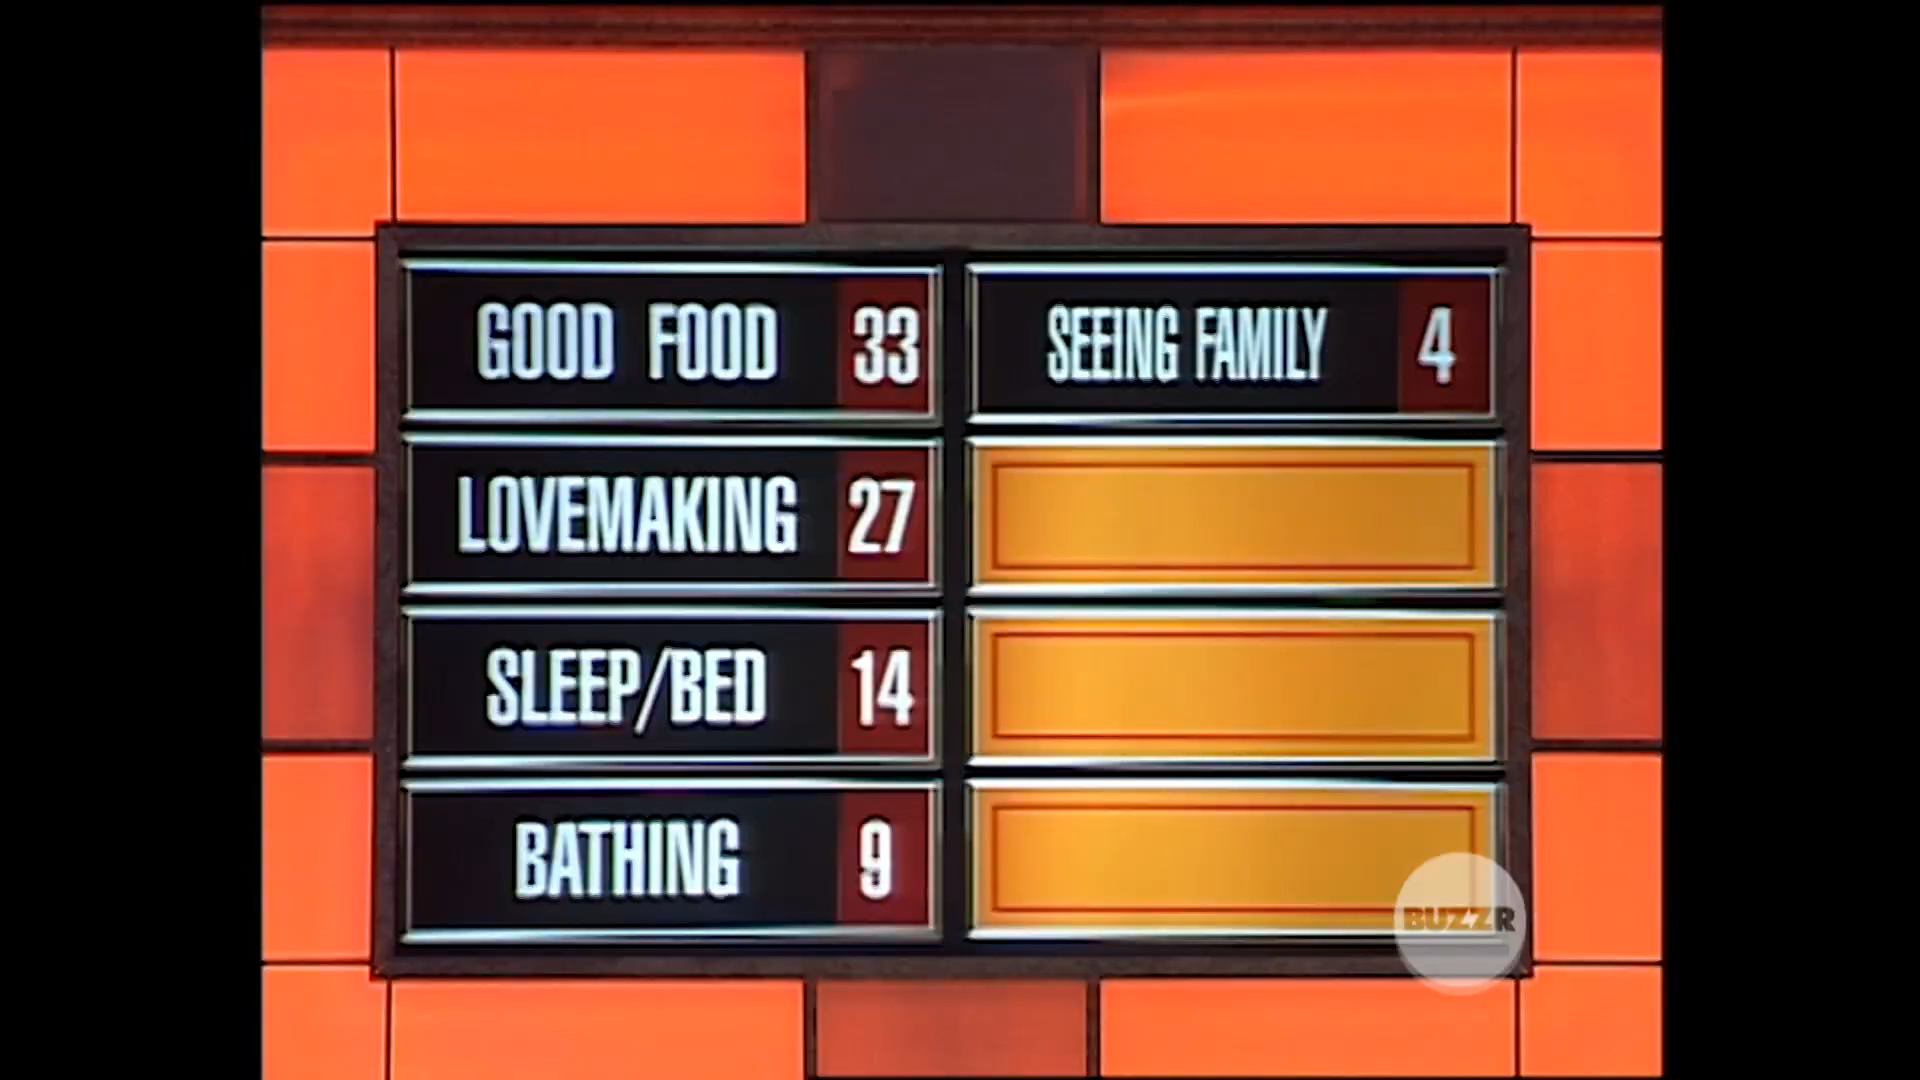 GOOD FOOD 33
LOVEMAKING 27
SLEEP/BED 14
BATHING 9
SEEING FAMILY 4
BUZZR